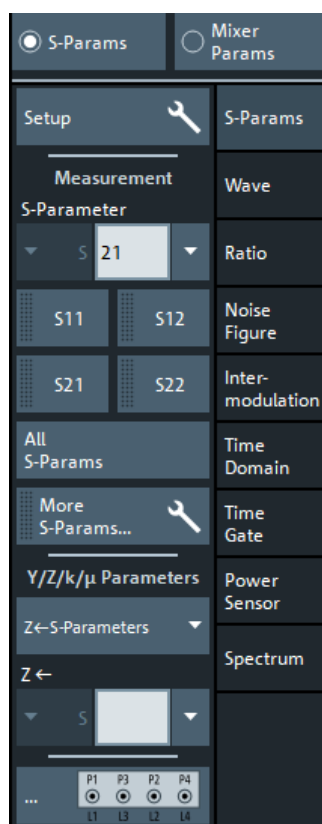 S-Params
Mixer
Params
Setup
Measurement
S-Parameter
S 21
S11
S12
S21
S22
All
S-Params
More
S-Params...
Y/Z/k/μ Parameters
Z←S-Parameters
Z ←
S
...
P1 P3 P2 P4
L1 L3 L2 L4
S-Params
Wave
Ratio
Noise
Figure
Inter-
modulation
Time
Domain
Time
Gate
Power
Sensor
Spectrum